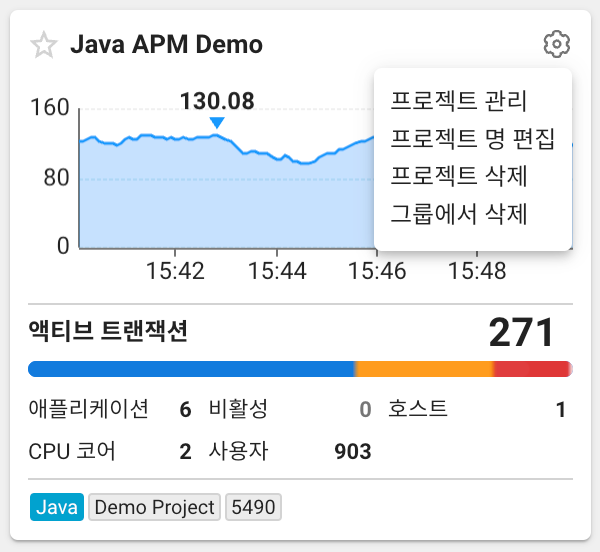 Java APM Demo
130.08
160
80
0
15:42 15:44 15:46 15:48
프로젝트 관리
프로젝트 명 편집
프로젝트 삭제
그룹에서 삭제
액티브 트랜잭션 271
애플리케이션 6 비활성 0 호스트 1
CPU 코어 2 사용자 903
Java Demo Project 5490